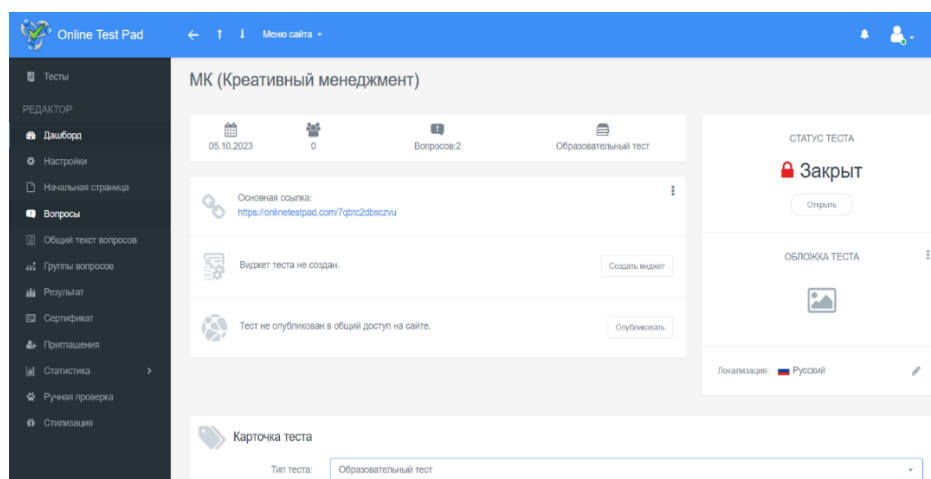 Online Test Pad
Меню сайта
Тесты
РЕДАКТОР
Дашборд
Настройки
Начальная страница
Вопросы
Общий текст вопросов
Группы вопросов
Результат
Сертификат
Приглашения
Статистика
Ручная проверка
Стилизация
МК (Креативный менеджмент)
05.10.2023
0
Вопросов:2
Образовательный тест
Основная ссылка:
https://onlinetestpad.com/7qbtc2dbsczvu
Виджет теста не создан.
Создать виджет
Тест не опубликован в общий доступ на сайте.
Опубликовать
СТАТУС ТЕСТА
Закрыт
Открыть
ОБЛОЖКА ТЕСТА
Локализация: Русский
Карточка теста
Тип теста: Образовательный тест